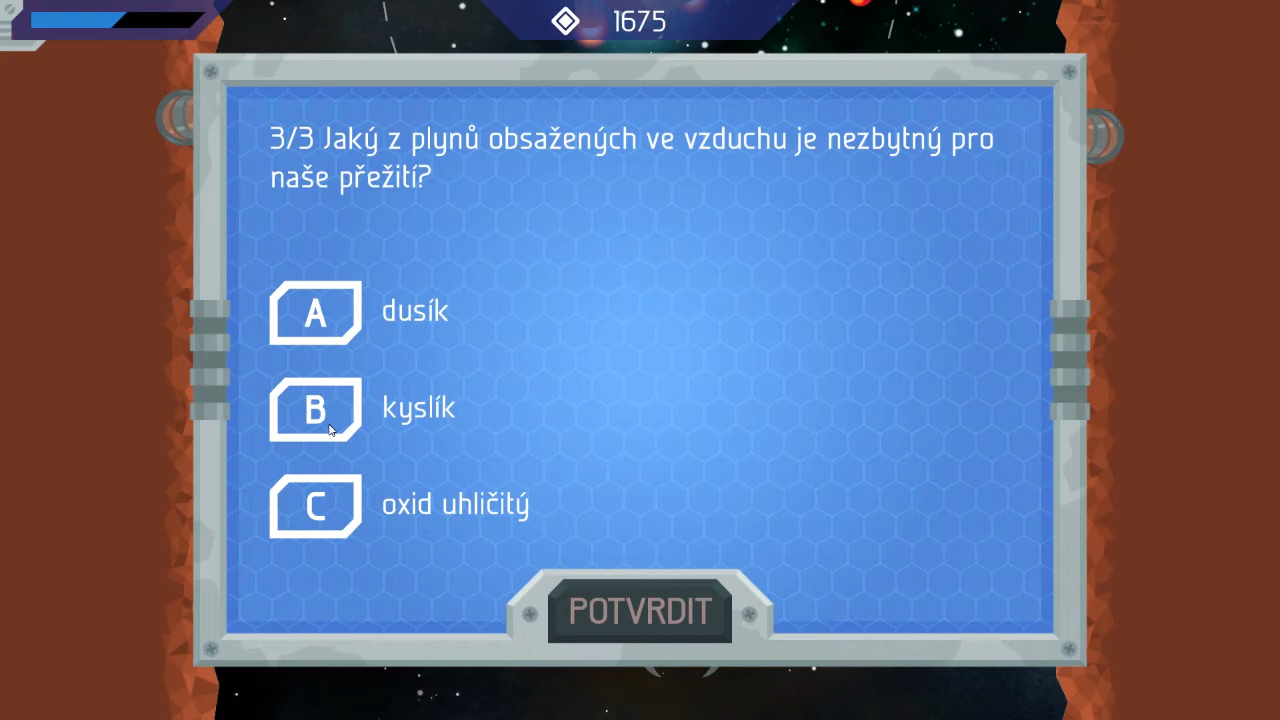 1675
3/3 Jaký z plynů obsažených ve vzduchu je nezbytný pro
naše přežití?
A dusík
B kyslík
C oxid uhličitý
POTVRDIT